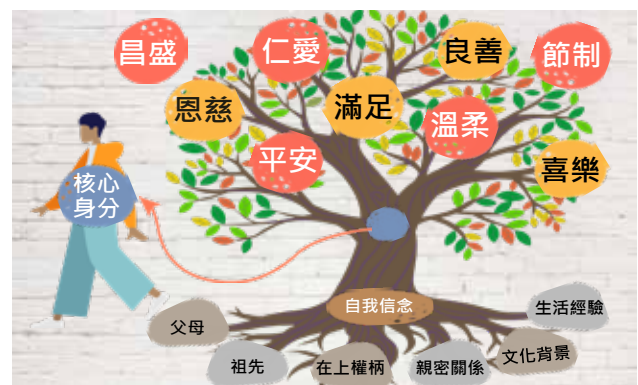 昌盛
仁愛
良善
節制
恩慈
滿足
溫柔
平安
喜樂
核心
身分
自我信念
生活經驗
父母
祖先
在上權柄
親密關係
文化背景